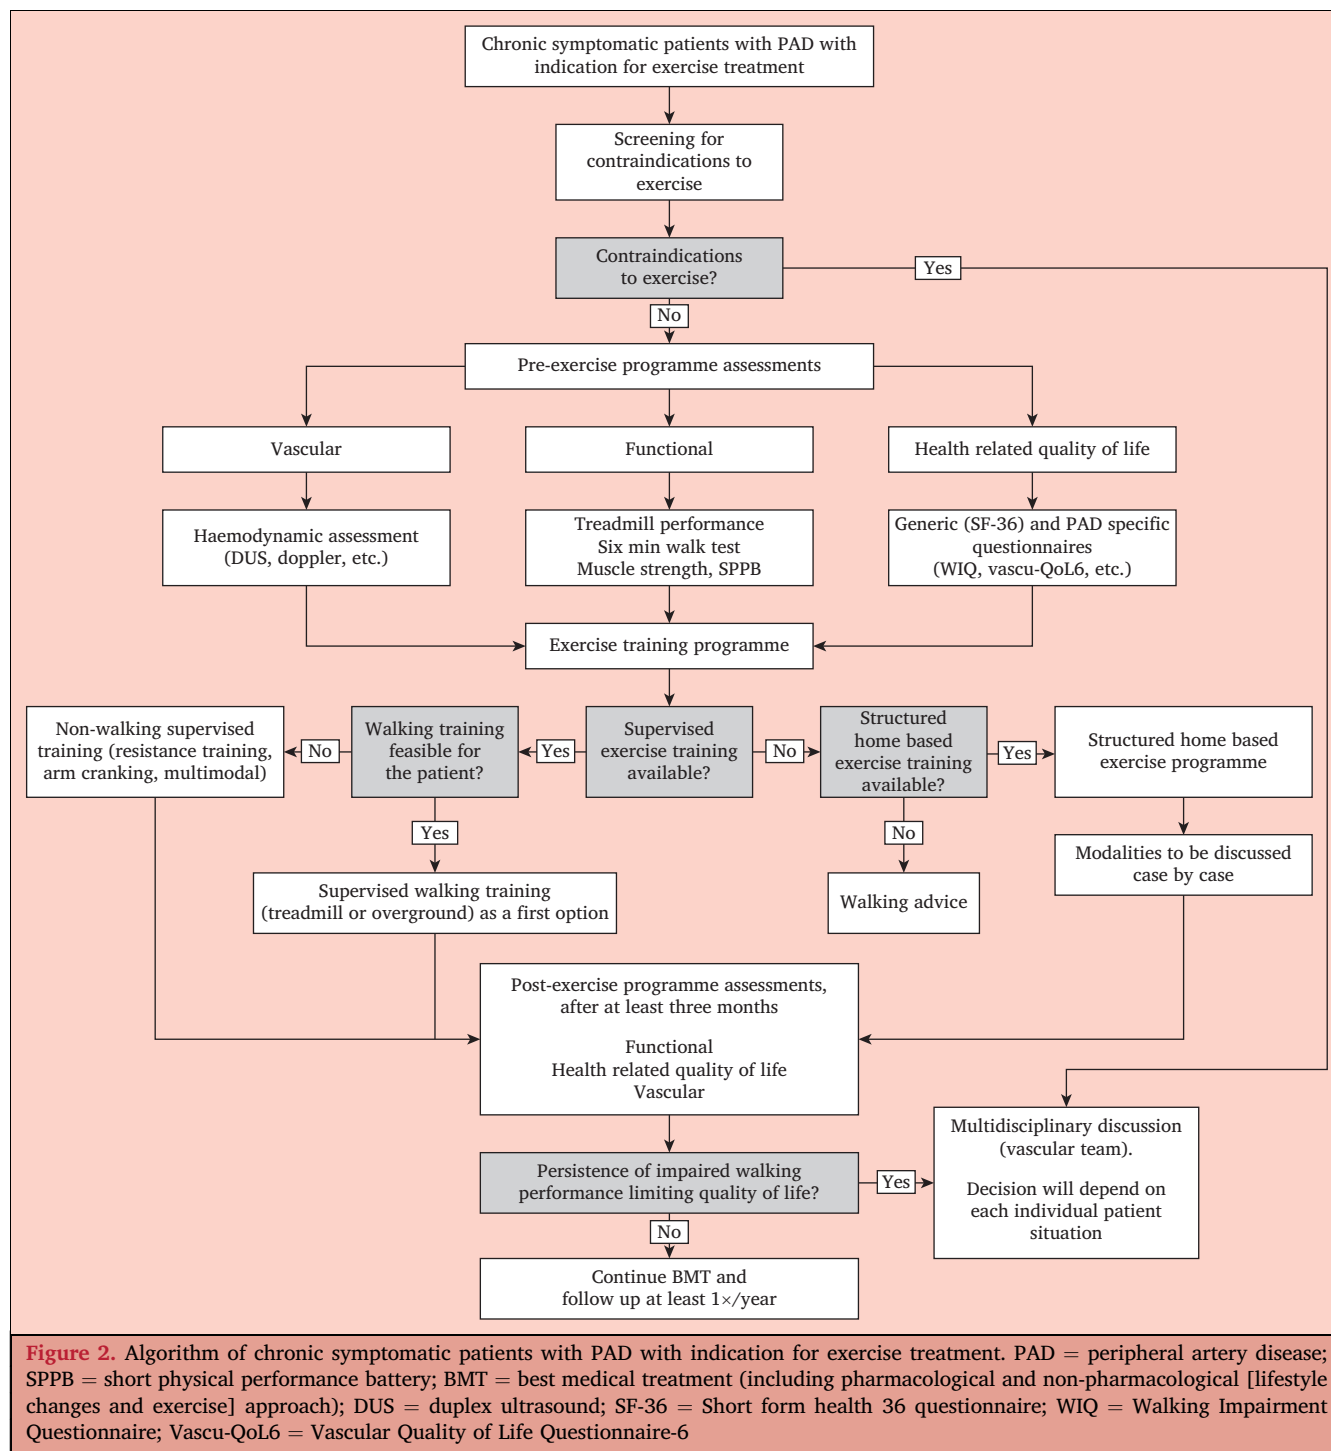 Chronic symptomatic patients with PAD with
indication for exercise treatment
Screening for
contraindications to
exercise
Contraindications
to exercise?
Yes
No
Pre-exercise programme assessments
Vascular
Functional
Health related quality of life
Haemodynamic assessment
(DUS, doppler, etc.)
Treadmill performance
Six min walk test
Muscle strength, SPPB
Generic (SF-36) and PAD specific
questionnaires
(WIQ, vascu-QoL6, etc.)
Exercise training programme
Non-walking supervised
training (resistance training,
arm cranking, multimodal)
No
Walking training
feasible for
the patient?
Yes
Supervised
exercise training
available?
No
Structured
home based
exercise training
available?
Yes
Structured home based
exercise programme
Yes
No
Supervised walking training
(treadmill or overground) as a first option
Walking advice
Modalities to be discussed
case by case
Post-exercise programme assessments,
after at least three months
Functional
Health related quality of life
Vascular
Persistence of impaired walking
performance limiting quality of life?
Yes
Multidisciplinary discussion
(vascular team).
Decision will depend on
each individual patient
situation
No
Continue BMT and
follow up at least 1×/year
Figure 2. Algorithm of chronic symptomatic patients with PAD with indication for exercise treatment. PAD = peripheral artery disease;
SPPB = short physical performance battery; BMT = best medical treatment (including pharmacological and non-pharmacological [lifestyle
changes and exercise] approach); DUS = duplex ultrasound; SF-36 = Short form health 36 questionnaire; WIQ = Walking Impairment
Questionnaire; Vascu-QoL6 = Vascular Quality of Life Questionnaire-6